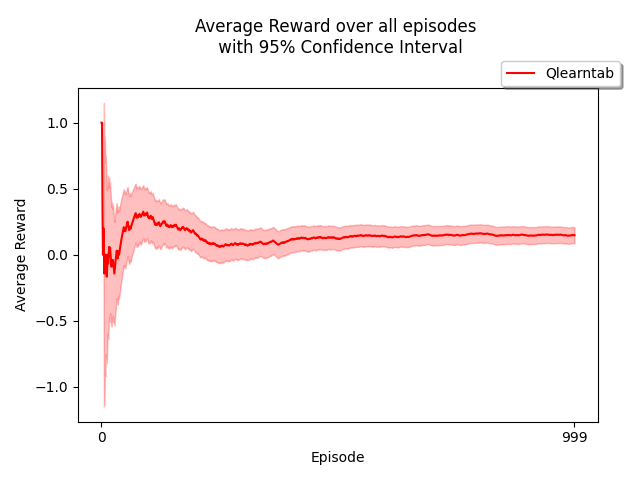 Average Reward over all episodes
with 95% Confidence Interval
Qlearntab
1.0
0.5
0.0
−0.5
−1.0
Average Reward
0
999
Episode